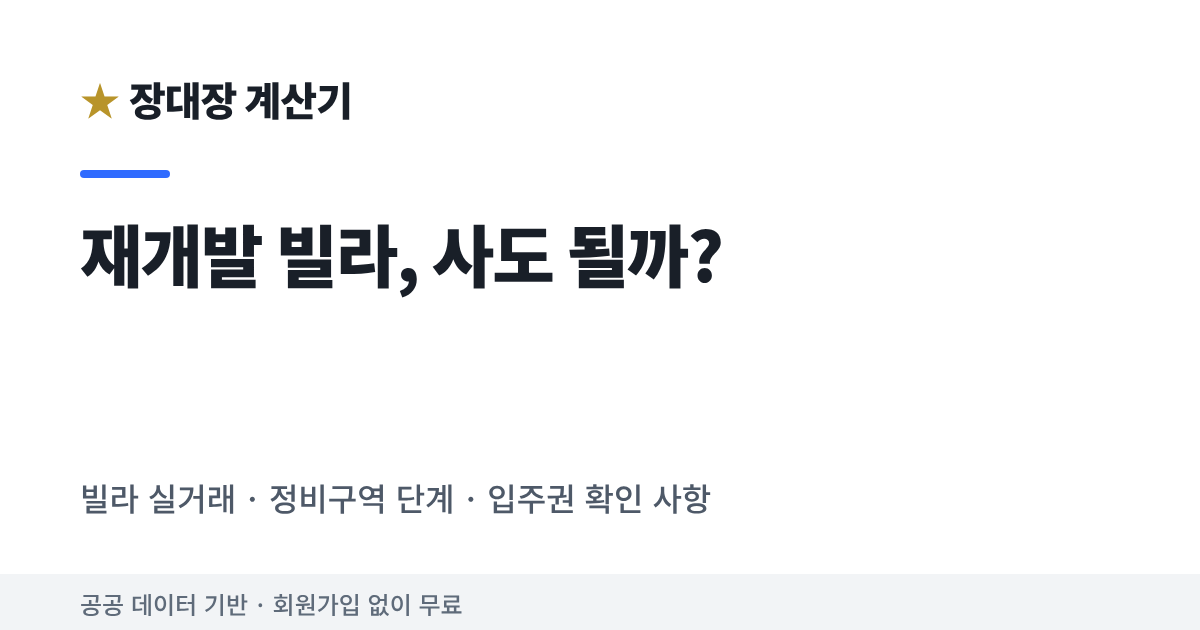 ★ 장대장 계산기
재개발 빌라, 사도 될까?
빌라 실거래 · 정비구역 단계 · 입주권 확인 사항
공공 데이터 기반 · 회원가입 없이 무료